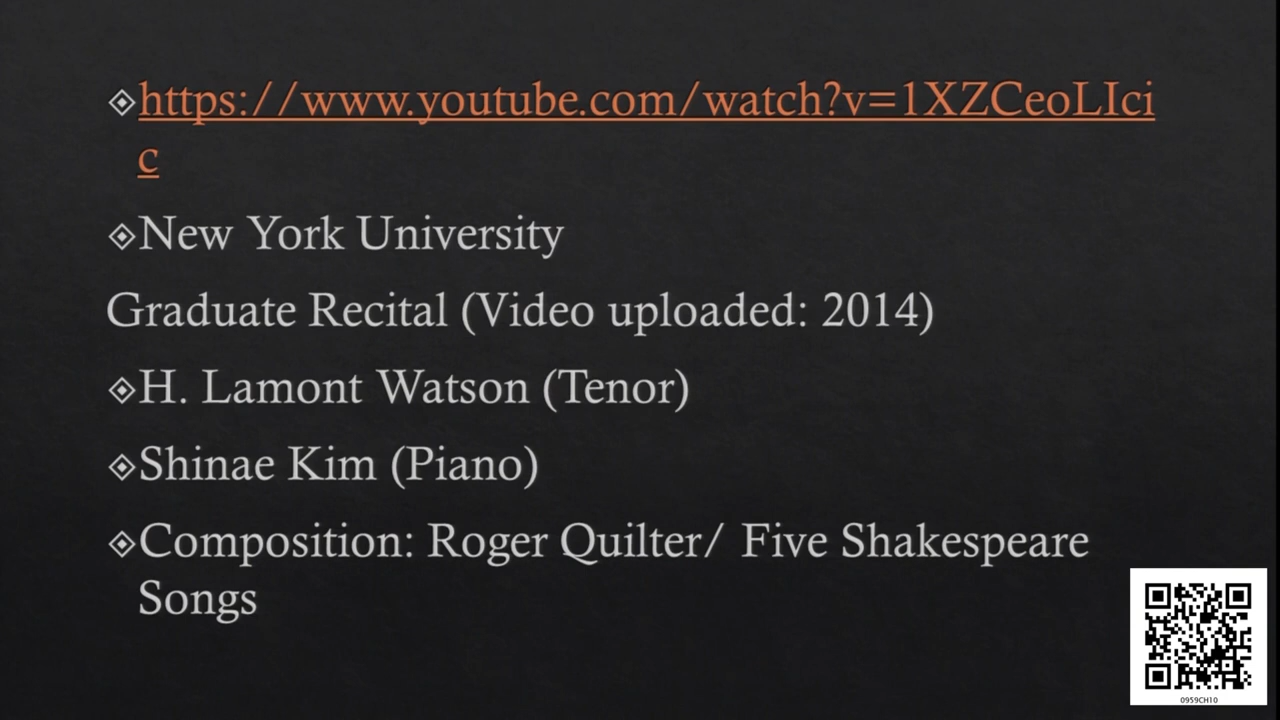 https://www.youtube.com/watch?v=1XZCeoLIci
c
New York University
Graduate Recital (Video uploaded: 2014)
H. Lamont Watson (Tenor)
Shinae Kim (Piano)
Composition: Roger Quilter/ Five Shakespeare
Songs
0959CH10